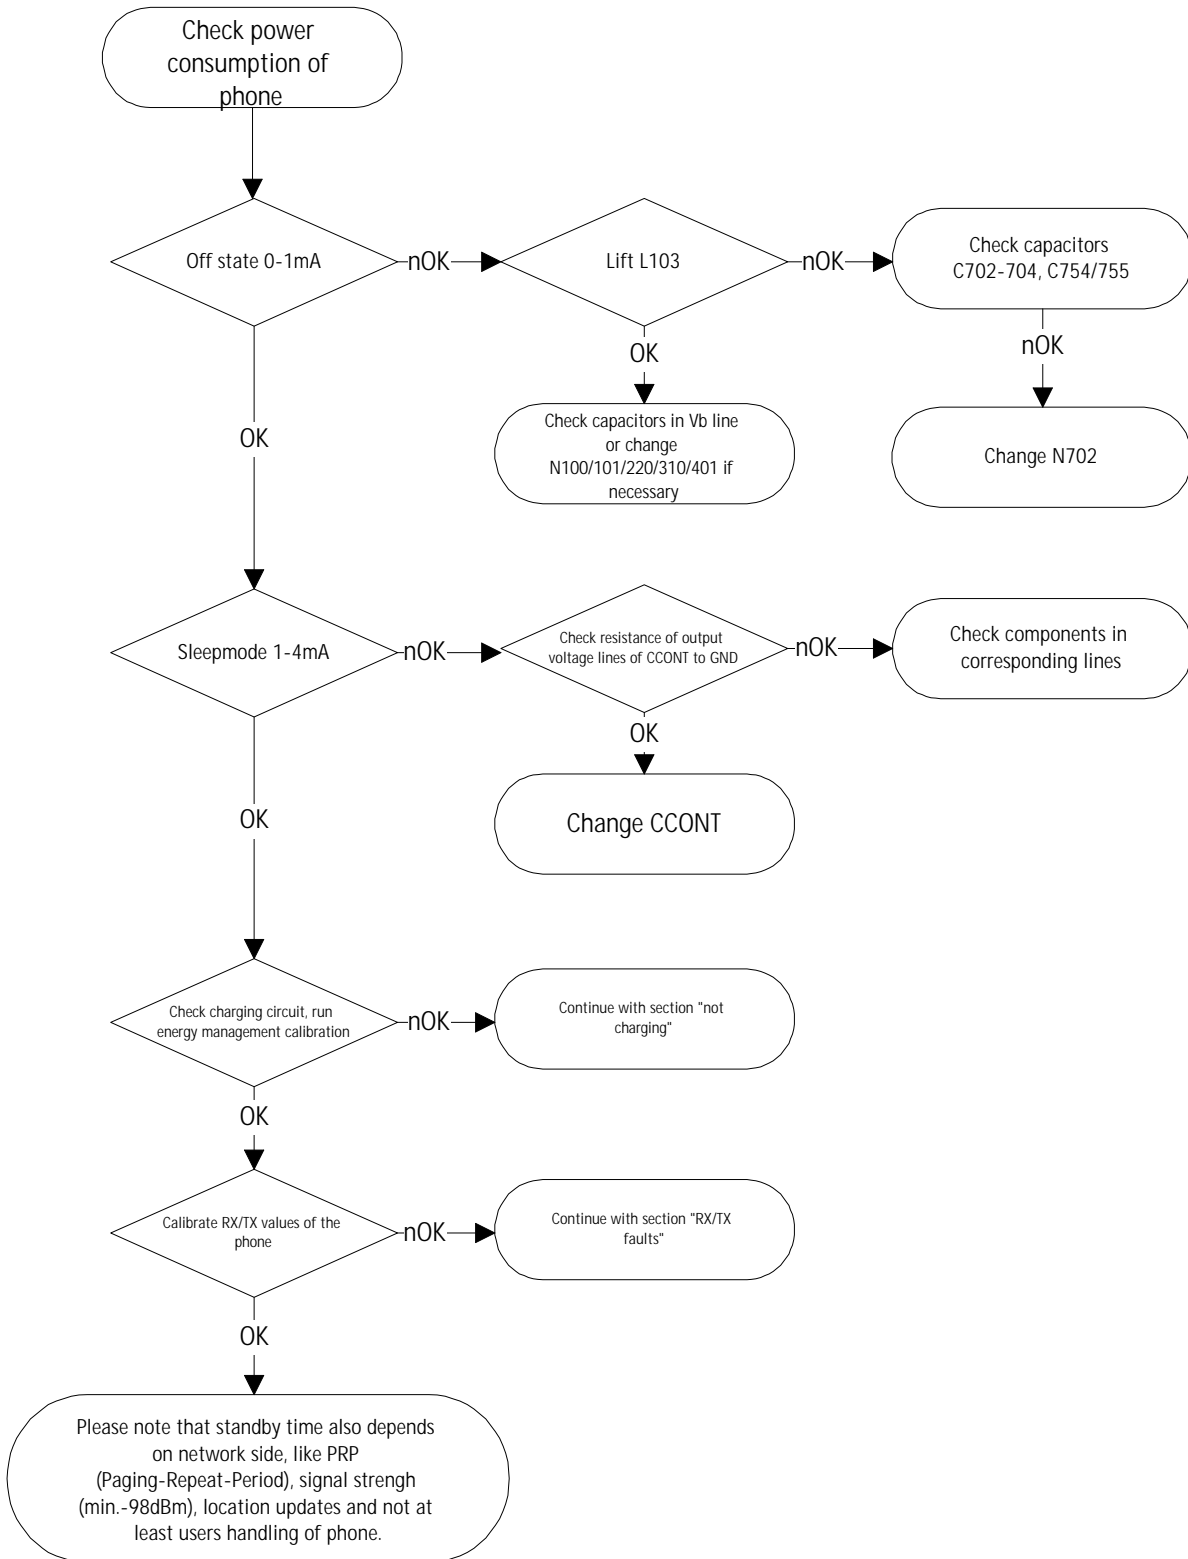 Check power
consumption of
phone
Off state 0-1mA
nOK
Lift L103
nOK
Check capacitors
C702-704, C754/755
OK
nOK
Check capacitors in Vb line
or change
N100/101/220/310/401 if
necessary
Change N702
OK
Sleepmode 1-4mA
nOK
Check resistance of output
voltage lines of CCONT to GND
nOK
Check components in
corresponding lines
OK
Change CCONT
OK
Check charging circuit, run
energy management calibration
nOK
Continue with section "not
charging"
OK
Calibrate RX/TX values of the
phone
nOK
Continue with section "RX/TX
faults"
OK
Please note that standby time also depends
on network side, like PRP
(Paging-Repeat-Period), signal strengh
(min.-98dBm), location updates and not at
least users handling of phone.